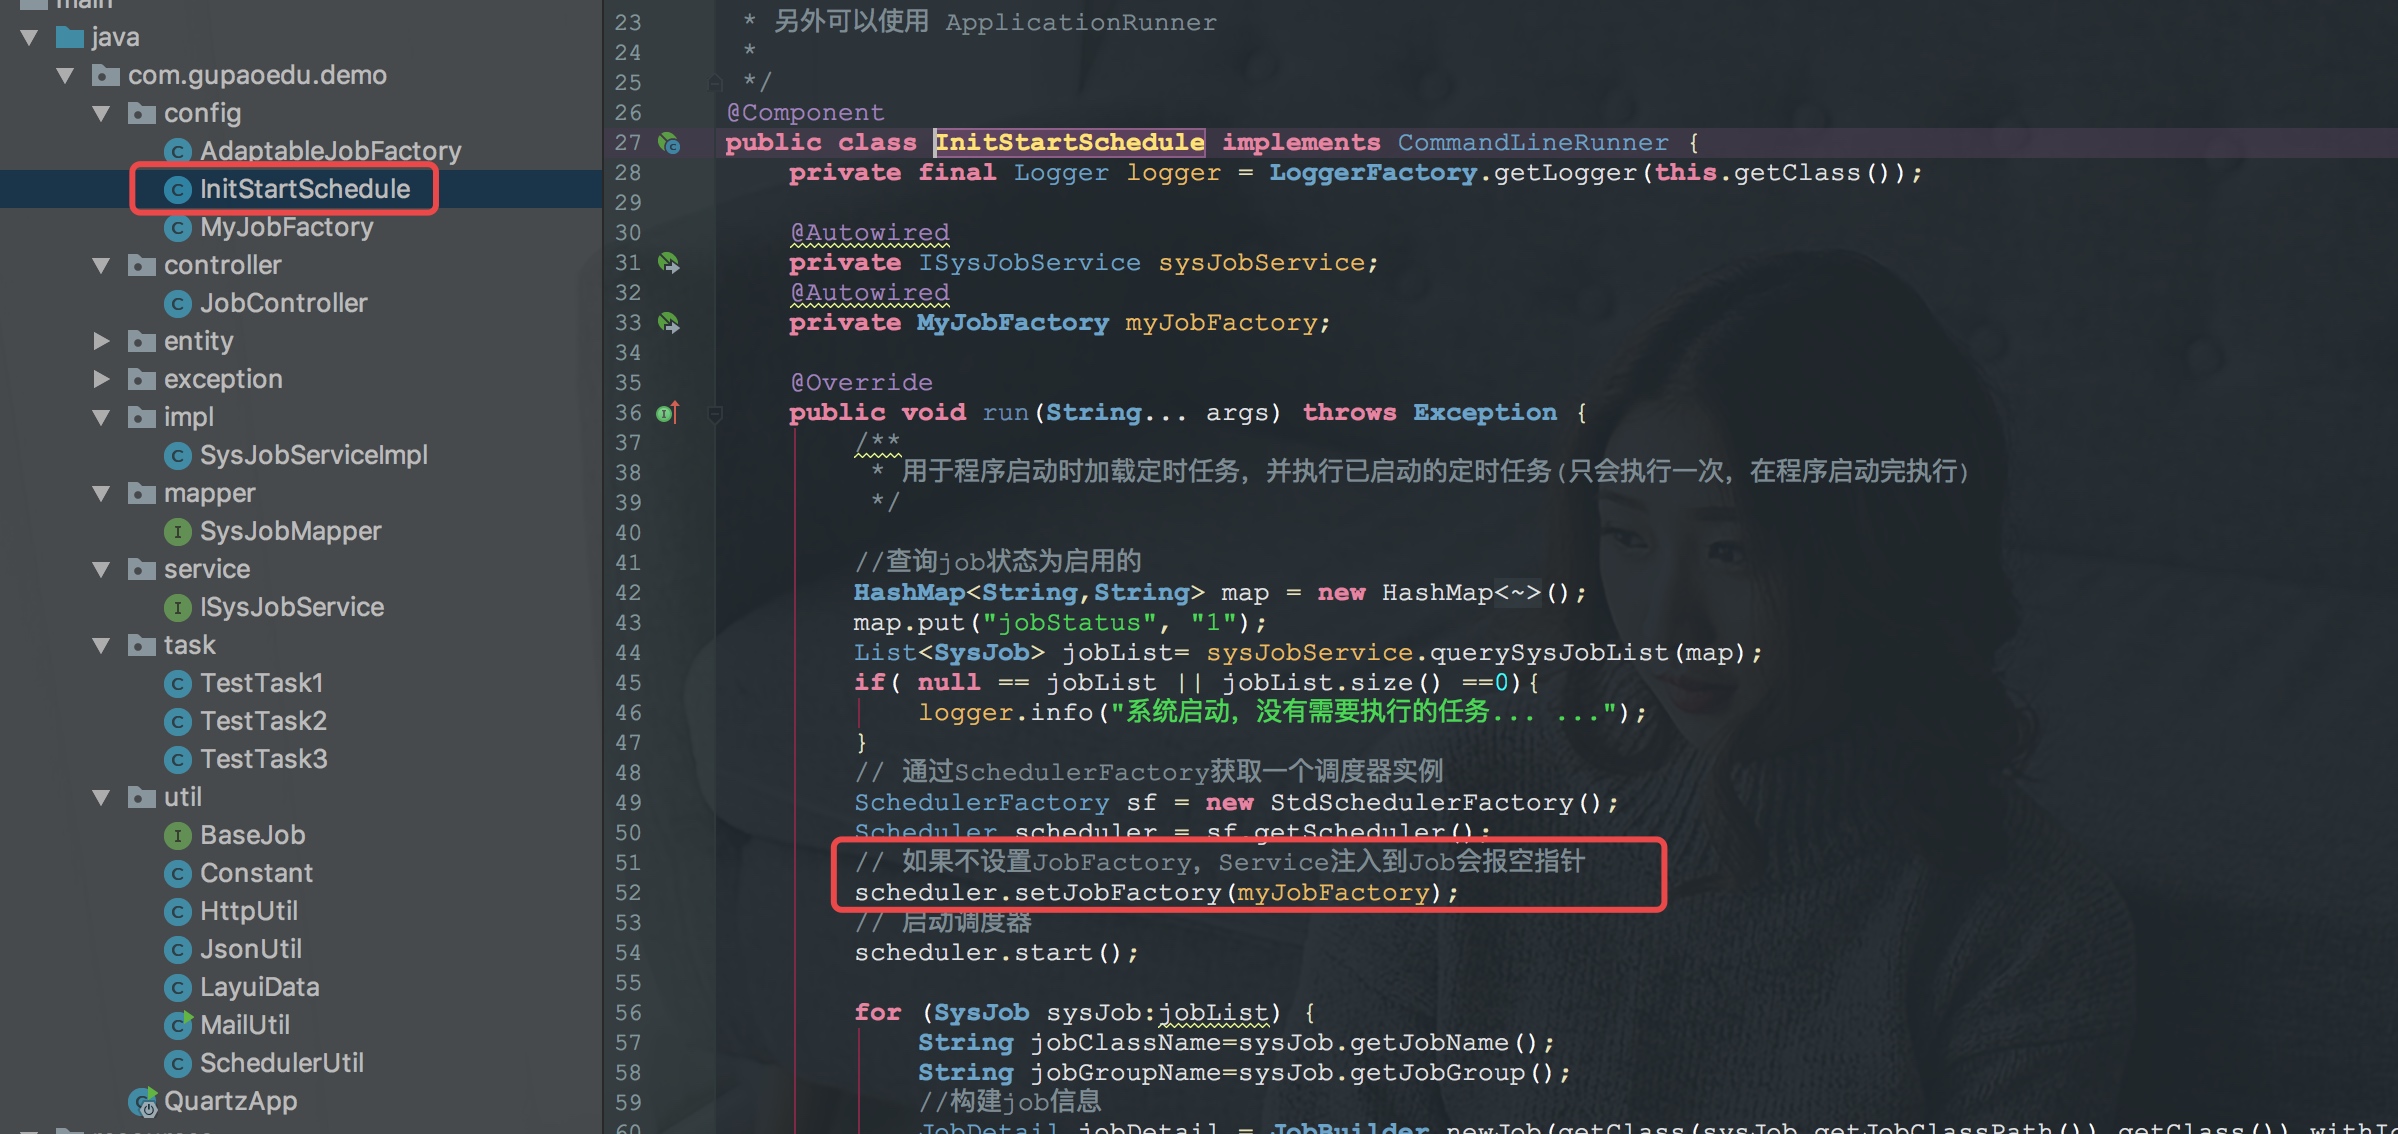 main
java
com.gupaoedu.demo
config
AdaptableJobFactory
InitStartSchedule
MyJobFactory
controller
JobController
entity
exception
impl
SysJobServiceImpl
mapper
SysJobMapper
service
ISysJobService
task
TestTask1
TestTask2
TestTask3
util
BaseJob
Constant
HttpUtil
JsonUtil
LayuiData
MailUtil
SchedulerUtil
QuartzApp
23 * 另外可以使用 ApplicationRunner
24 *
25 */
26 @Component
27 public class InitStartSchedule implements CommandLineRunner {
28 private final Logger logger = LoggerFactory.getLogger(this.getClass());
29
30 @Autowired
31 private ISysJobService sysJobService;
32 @Autowired
33 private MyJobFactory myJobFactory;
34
35 @Override
36 public void run(String... args) throws Exception {
37 /**
38 * 用于程序启动时加载定时任务，并执行已启动的定时任务(只会执行一次，在程序启动完执行)
39 */
40
41 //查询job状态为启用的
42 HashMap<String,String> map = new HashMap<~>();
43 map.put("jobStatus", "1");
44 List<SysJob> jobList= sysJobService.querySysJobList(map);
45 if( null == jobList || jobList.size() ==0){
46 logger.info("系统启动，没有需要执行的任务... ...");
47 }
48 // 通过SchedulerFactory获取一个调度器实例
49 SchedulerFactory sf = new StdSchedulerFactory();
50 Scheduler scheduler = sf.getScheduler();
51 // 如果不设置JobFactory，Service注入到Job会报空指针
52 scheduler.setJobFactory(myJobFactory);
53 // 启动调度器
54 scheduler.start();
55
56 for (SysJob sysJob:jobList) {
57 String jobClassName=sysJob.getJobName();
58 String jobGroupName=sysJob.getJobGroup();
59 //构建job信息
60 JobDetail jobDetail = JobBuilder.newJob(getClass(sysJob.getJobClassPath()).getClass()).withId